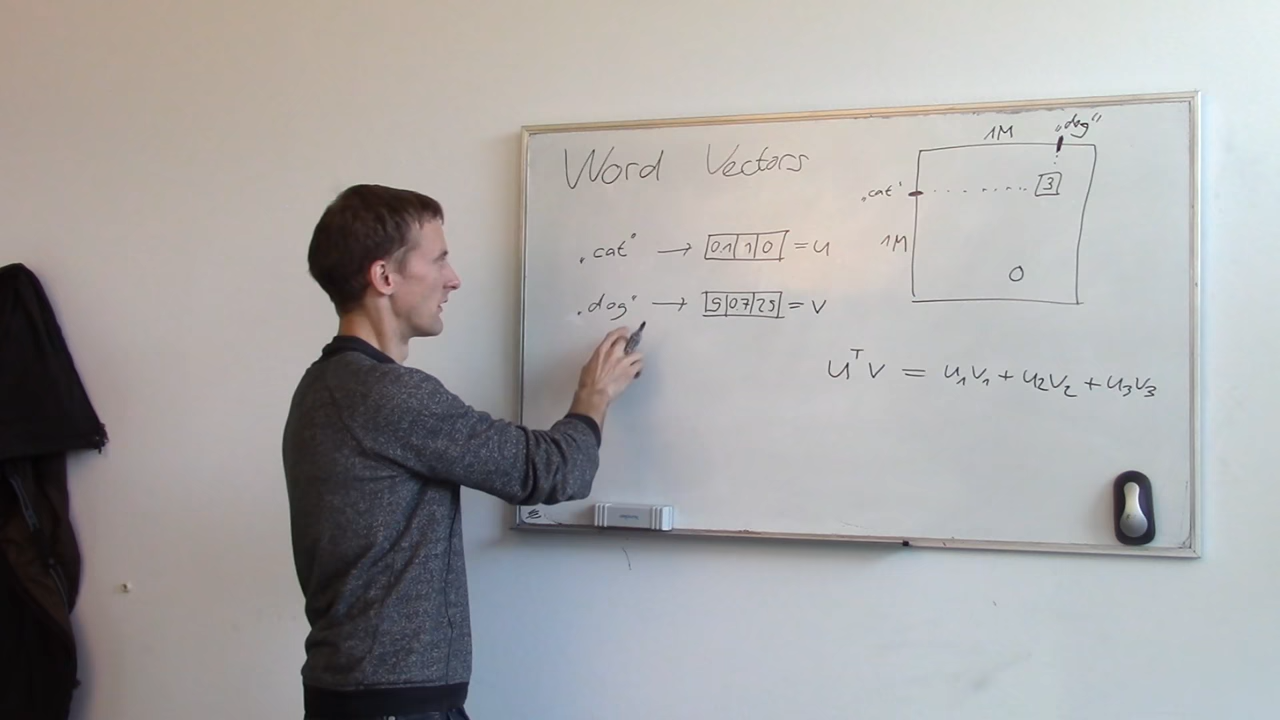 Word Vectors
„cat" → 0.1 1 0 = u
„dog" → 5 0.7 2.5 = v
1M „dog"
„cat" 3
1M
0
uᵀv = u₁v₁ + u₂v₂ + u₃v₃